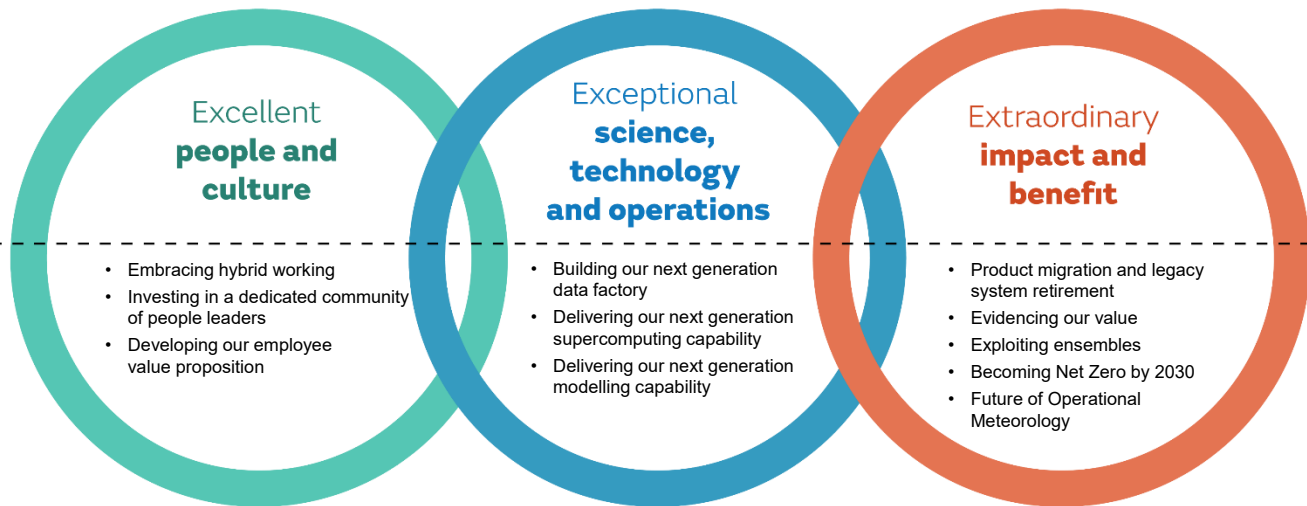 Excellent
people and
culture
• Embracing hybrid working
• Investing in a dedicated community
of people leaders
• Developing our employee
value proposition
Exceptional
science,
technology
and operations
• Building our next generation
data factory
• Delivering our next generation
supercomputing capability
• Delivering our next generation
modelling capability
Extraordinary
impact and
benefit
• Product migration and legacy
system retirement
• Evidencing our value
• Exploiting ensembles
• Becoming Net Zero by 2030
• Future of Operational
Meteorology